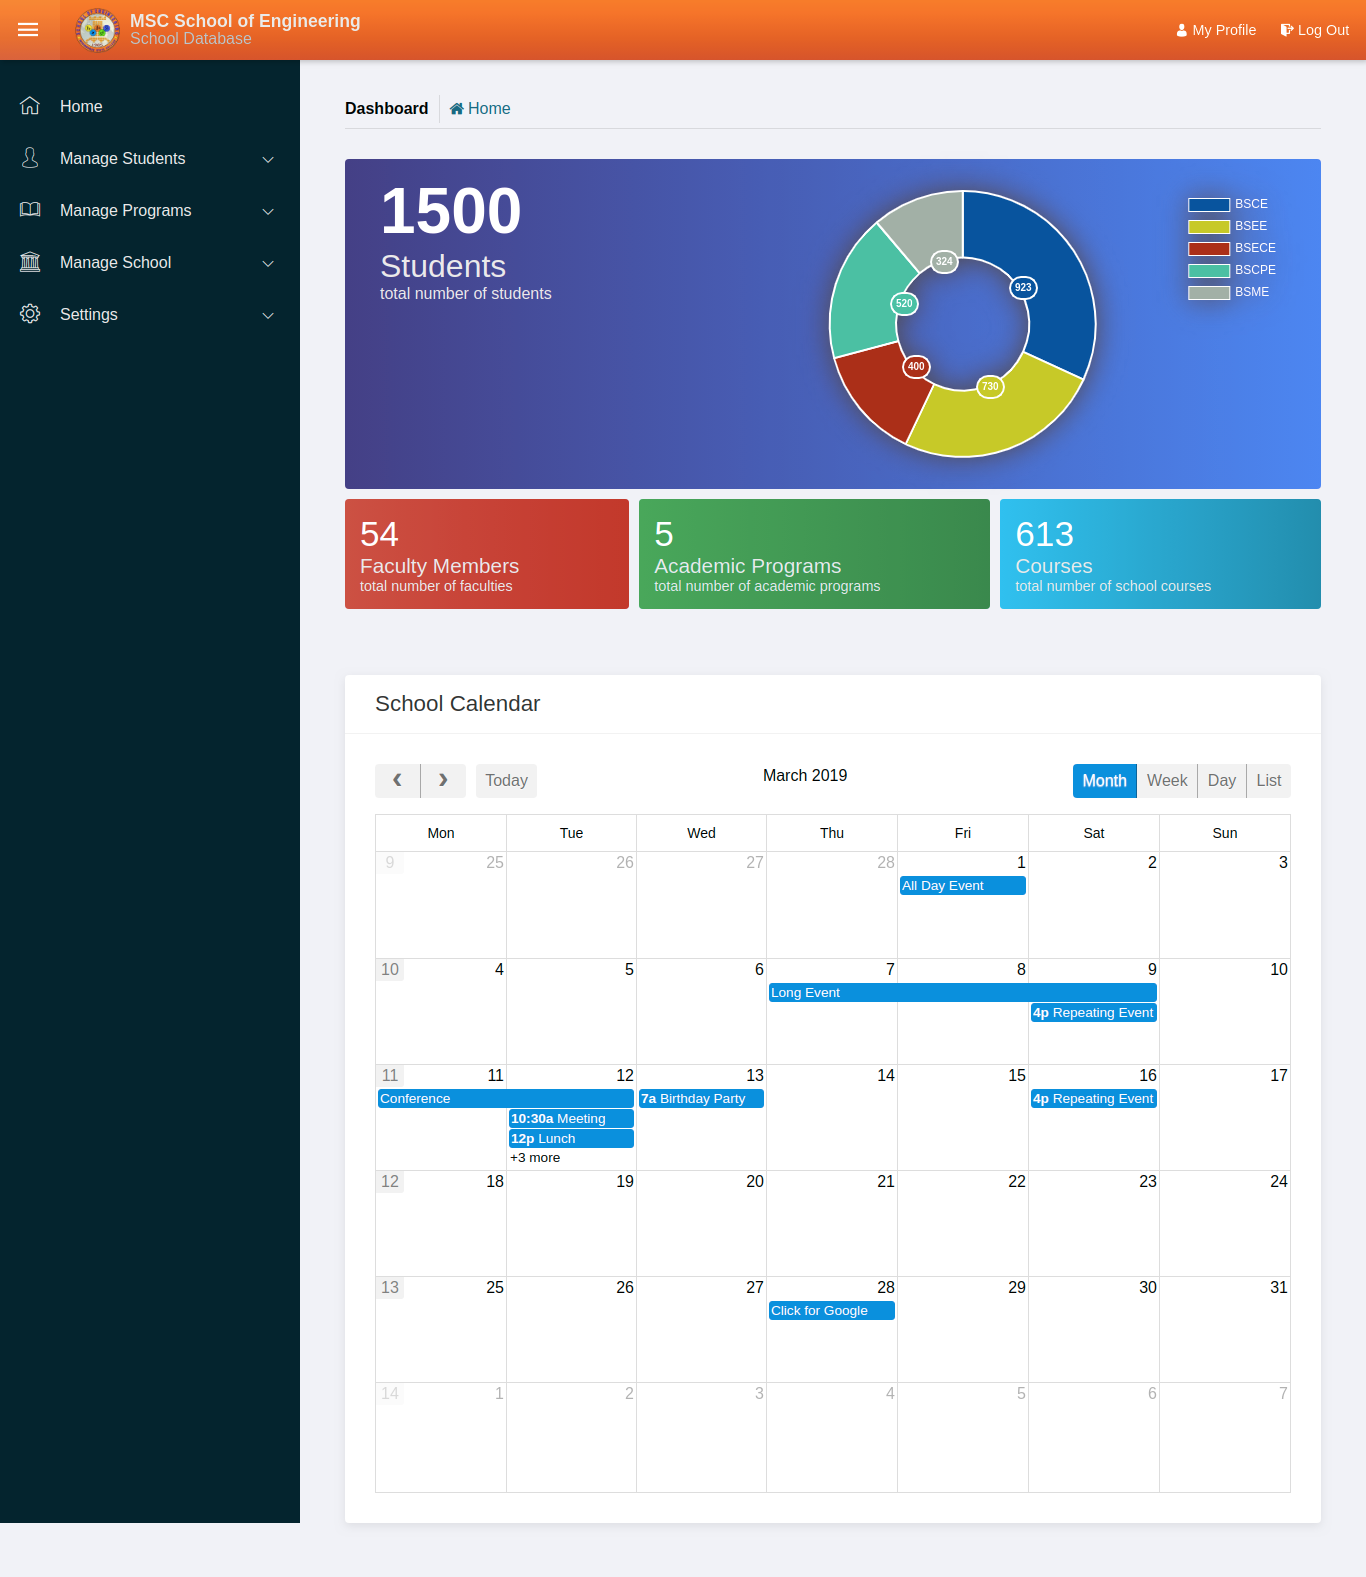 MSC School of Engineering
School Database
My Profile
Log Out
Home
Manage Students
Manage Programs
Manage School
Settings
Dashboard
Home
1500
Students
total number of students
923
730
400
520
324
BSCE
BSEE
BSECE
BSCPE
BSME
54
Faculty Members
total number of faculties
5
Academic Programs
total number of academic programs
613
Courses
total number of school courses
School Calendar
Today
March 2019
Month Week Day List
Mon Tue Wed Thu Fri Sat Sun
9 25 26 27 28 1 2 3
All Day Event
10 4 5 6 7 8 9 10
Long Event
4p Repeating Event
11 11 12 13 14 15 16 17
Conference
7a Birthday Party
4p Repeating Event
10:30a Meeting
12p Lunch
+3 more
12 18 19 20 21 22 23 24
13 25 26 27 28 29 30 31
Click for Google
14 1 2 3 4 5 6 7